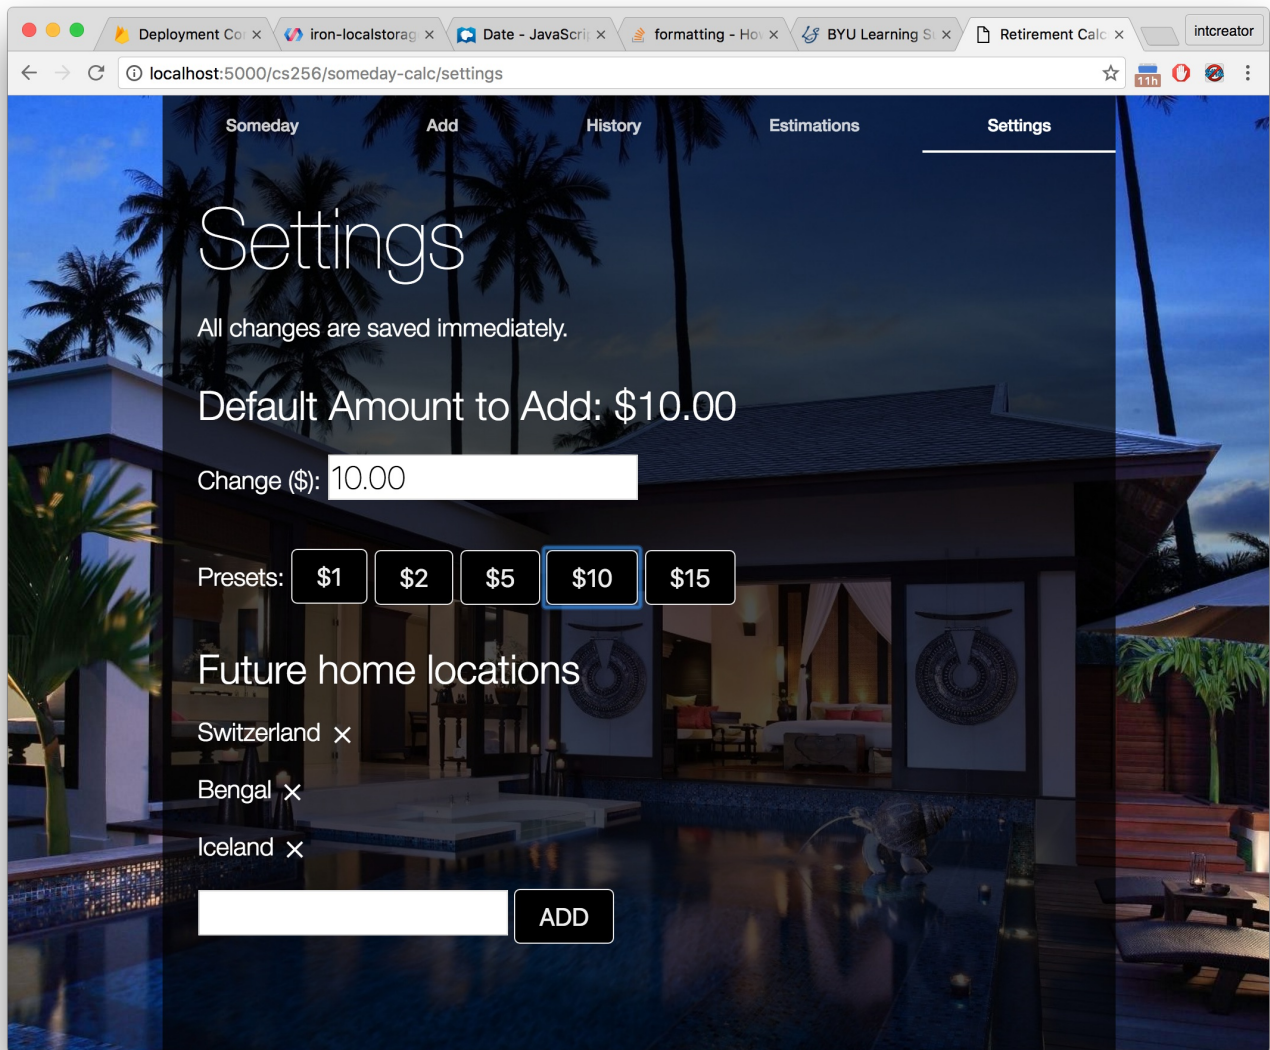 Deployment Co
iron-localstorag
Date - JavaScrip
formatting - Ho
BYU Learning S
Retirement Calc
intcreator
localhost:5000/cs256/someday-calc/settings
11h
Someday Add History Estimations Settings
Settings
All changes are saved immediately.
Default Amount to Add: $10.00
Change ($): 10.00
Presets: $1 $2 $5 $10 $15
Future home locations
Switzerland ×
Bengal ×
Iceland ×
ADD